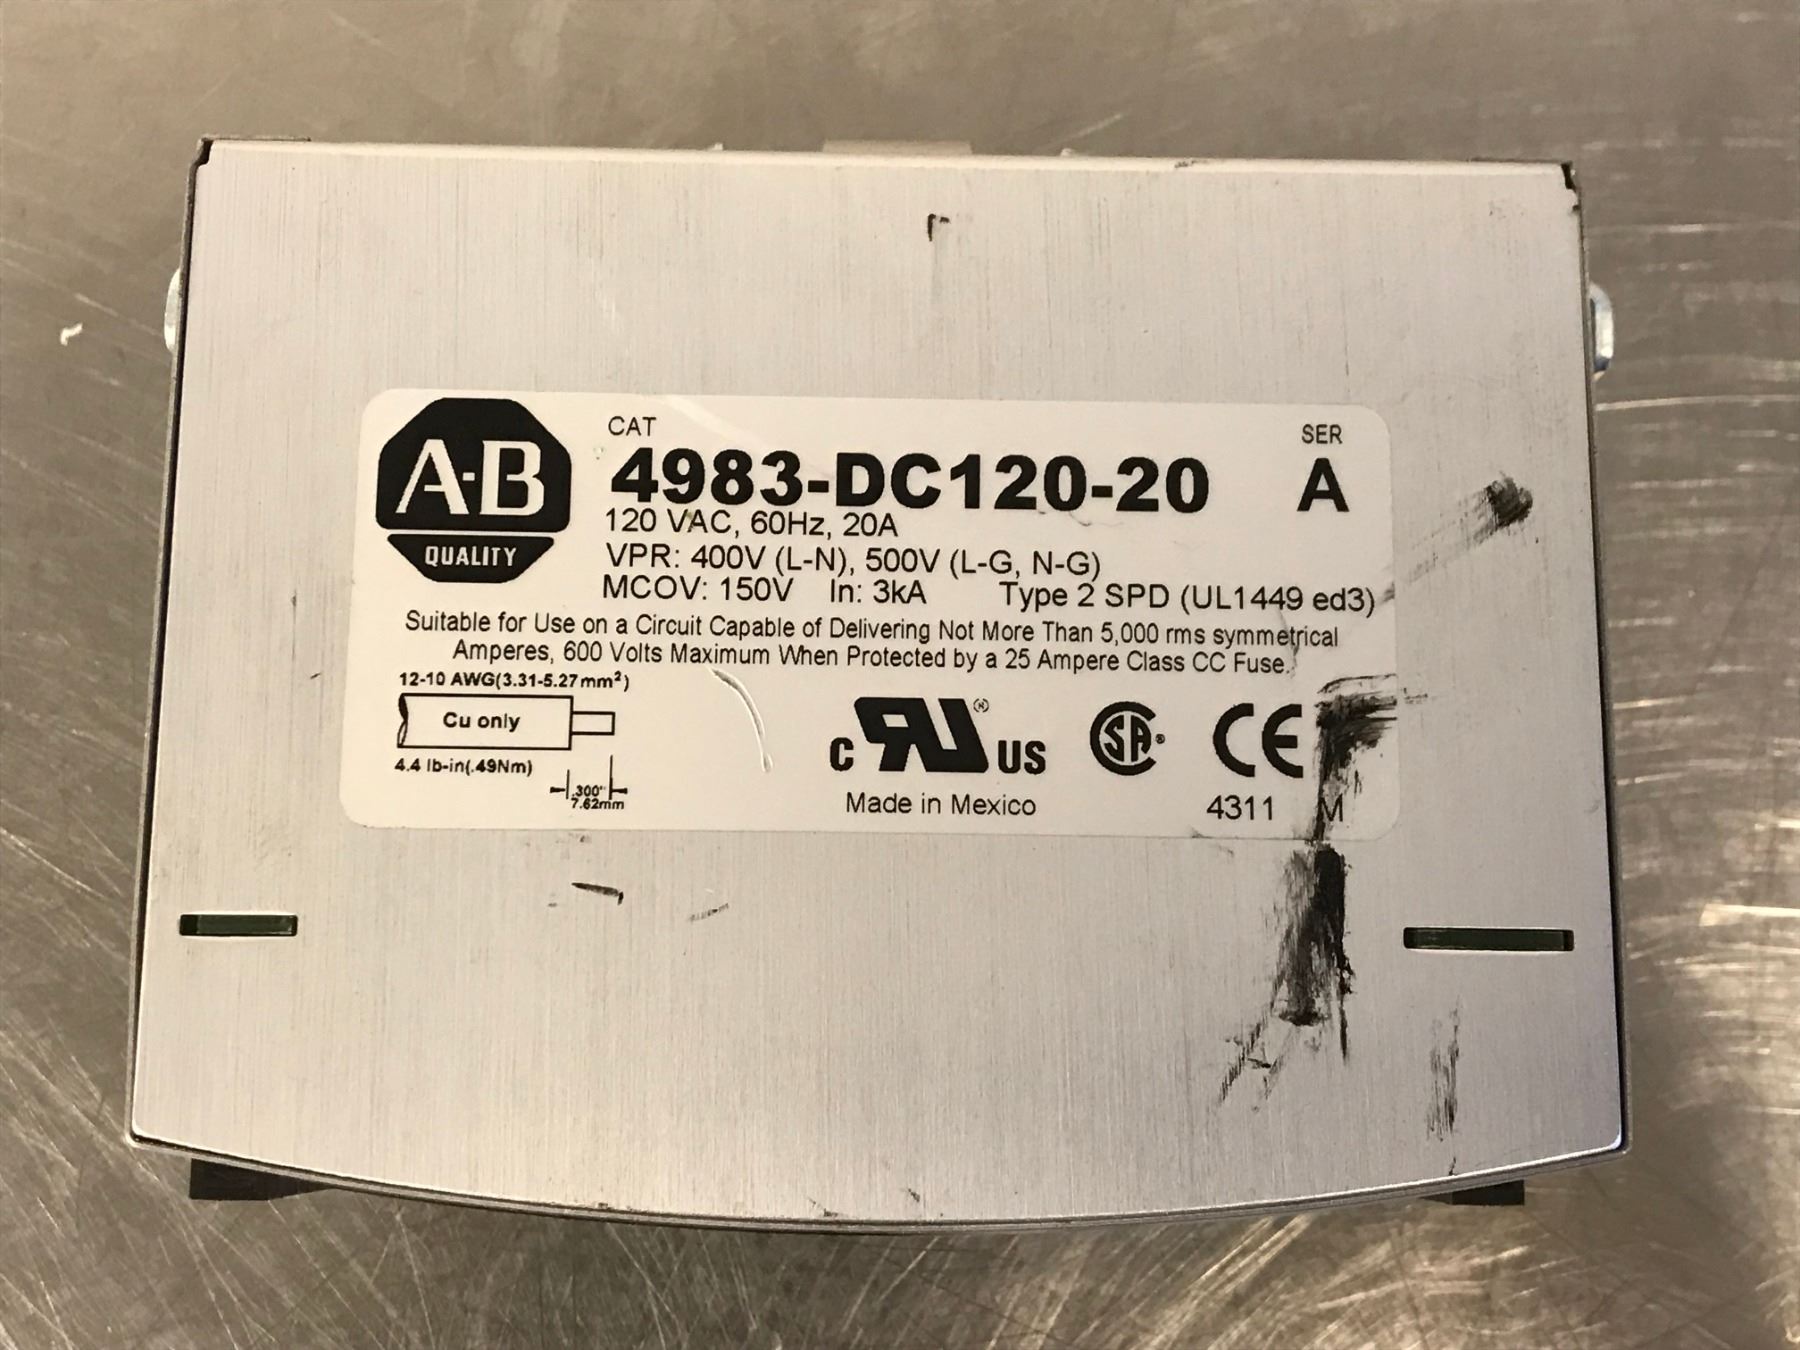 A-B
QUALITY
CAT
SER
4983-DC120-20
A
120 VAC, 60Hz, 20A
VPR: 400V (L-N), 500V (L-G, N-G)
MCOV: 150V In: 3kA Type 2 SPD (UL1449 ed3)
Suitable for Use on a Circuit Capable of Delivering Not More Than 5,000 rms symmetrical
Amperes, 600 Volts Maximum When Protected by a 25 Ampere Class CC Fuse.
12-10 AWG(3.31-5.27mm²)
Cu only
4.4 lb-in(.49Nm)
.300"
7.62mm
C RU® US
SA®
CE
Made in Mexico
4311 M